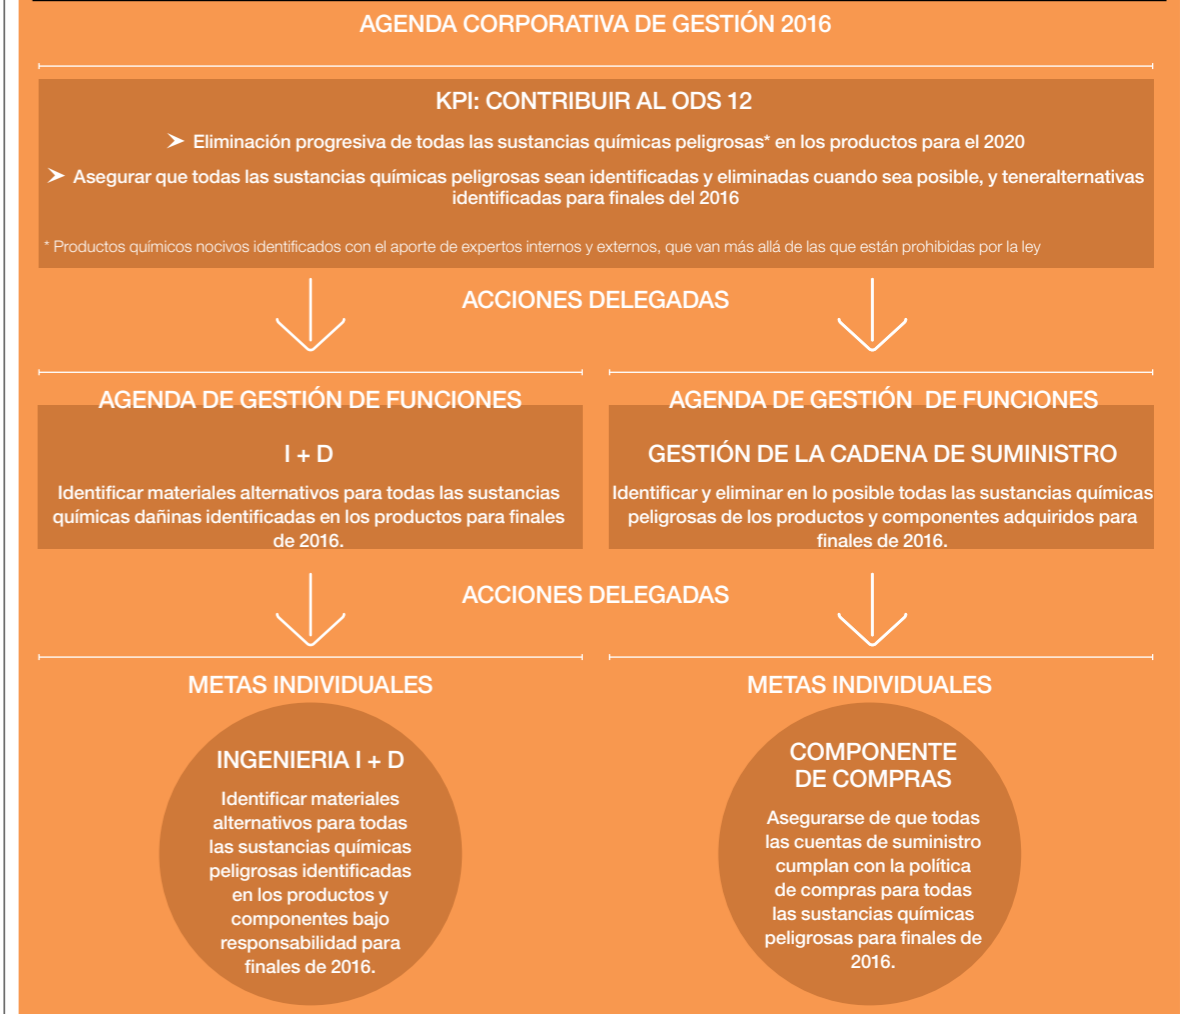 AGENDA CORPORATIVA DE GESTIÓN 2016
KPI: CONTRIBUIR AL ODS 12
➤ Eliminación progresiva de todas las sustancias químicas peligrosas* en los productos para el 2020
➤ Asegurar que todas las sustancias químicas peligrosas sean identificadas y eliminadas cuando sea posible, y teneralternativas
identificadas para finales del 2016
* Productos químicos nocivos identificados con el aporte de expertos internos y externos, que van más allá de las que están prohibidas por la ley
ACCIONES DELEGADAS
AGENDA DE GESTIÓN DE FUNCIONES
I + D
Identificar materiales alternativos para todas las sustancias
químicas dañinas identificadas en los productos para finales
de 2016.
AGENDA DE GESTIÓN DE FUNCIONES
GESTIÓN DE LA CADENA DE SUMINISTRO
Identificar y eliminar en lo posible todas las sustancias químicas
peligrosas de los productos y componentes adquiridos para
finales de 2016.
ACCIONES DELEGADAS
METAS INDIVIDUALES
INGENIERIA I + D
Identificar materiales
alternativos para todas
las sustancias químicas
peligrosas identificadas
en los productos y
componentes bajo
responsabilidad para
finales de 2016.
METAS INDIVIDUALES
COMPONENTE
DE COMPRAS
Asegurarse de que todas
las cuentas de suministro
cumplan con la política
de compras para todas
las sustancias químicas
peligrosas para finales de
2016.